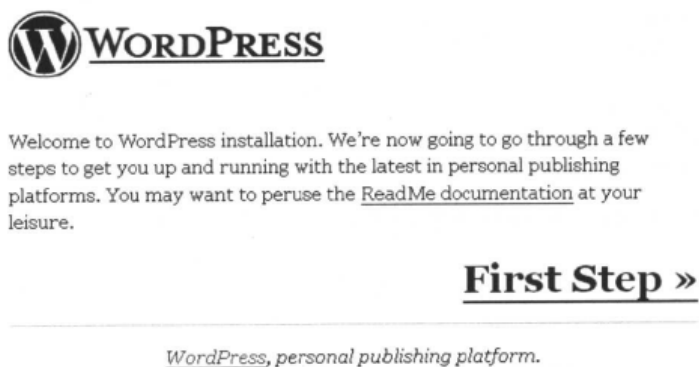 WORDPRESS
Welcome to WordPress installation. We're now going to go through a few
steps to get you up and running with the latest in personal publishing
platforms. You may want to peruse the ReadMe documentation at your
leisure.
First Step »
WordPress, personal publishing platform.